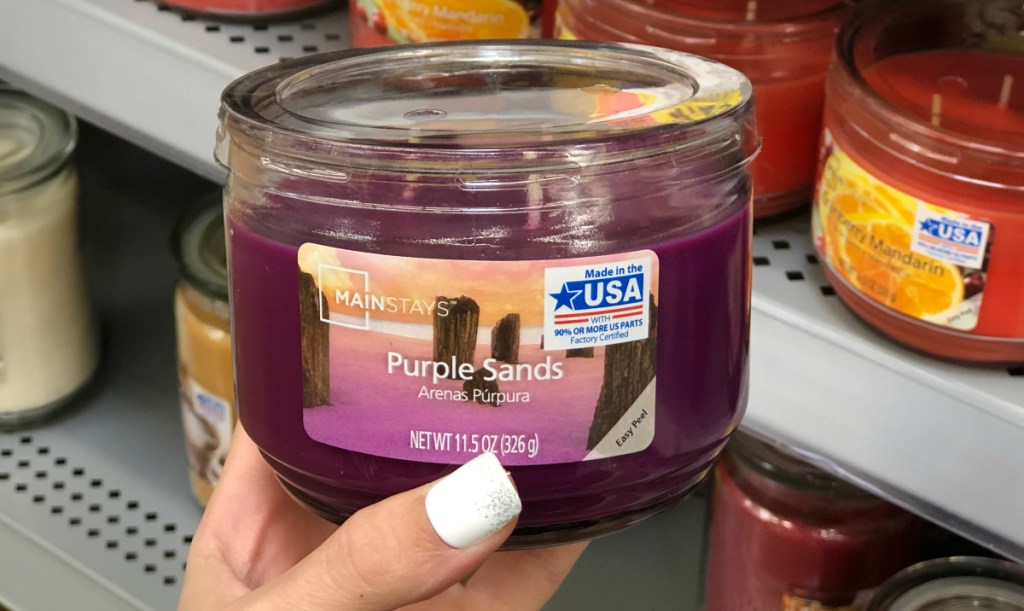 Mandarin
MAINSTAYS
Made in the
USA
WITH
90% OR MORE US PARTS
Factory Certified
Purple Sands
Arenas Púrpura
NET WT 11.5 OZ (326 g)
Easy Peel
USA
Mandarin